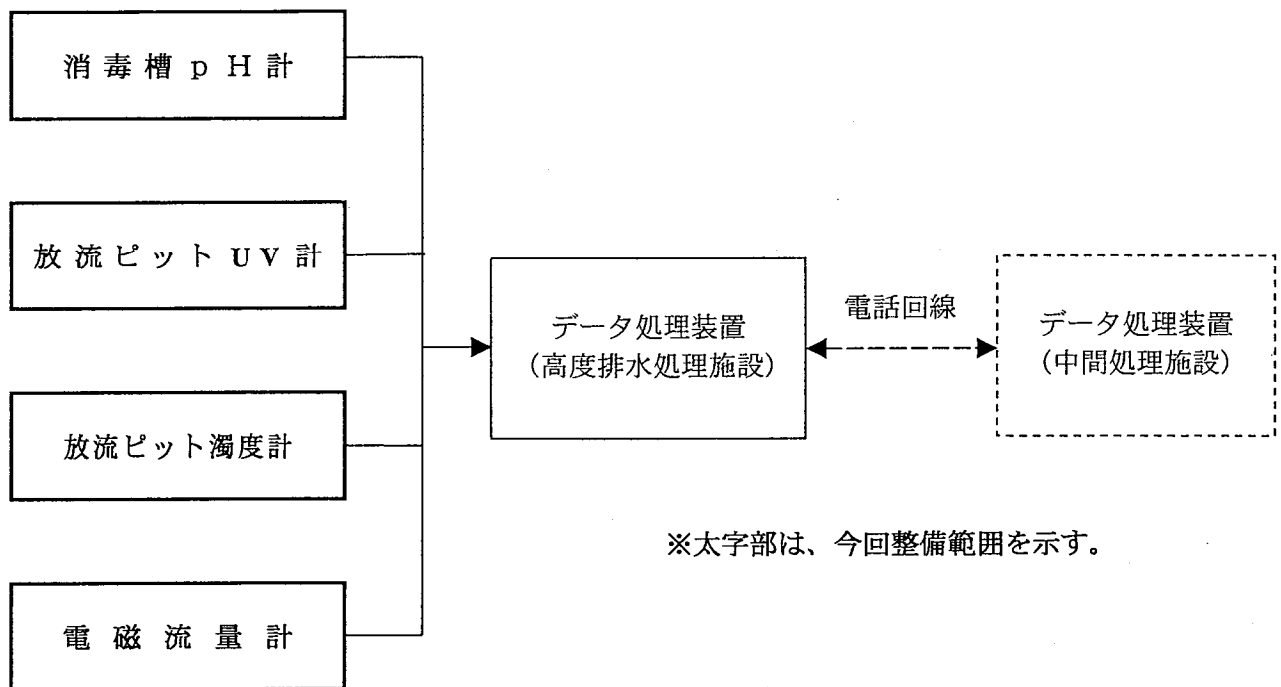 消毒槽pH計
放流ピットUV計
放流ピット濁度計
電磁流量計
データ処理装置
(高度排水処理施設)
電話回線
データ処理装置
(中間処理施設)
※太字部は、今回整備範囲を示す。